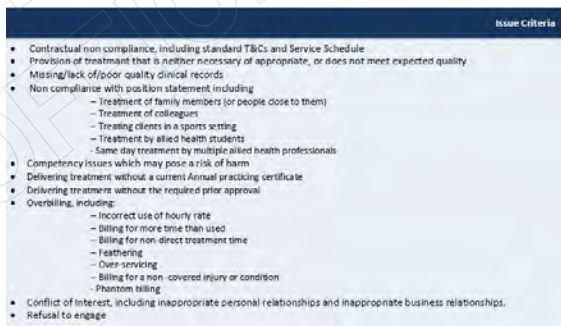 Issue Criteria
• Contractual non compliance, including standard T&Cs and Service Schedule
• Provision of treatmant that is neither necessary of appropriate, or does not meet expected quality
• Missing/lack of/poor quality clinical records
• Non compliance with position statement including
– Treatment of family members (or people close to them)
– Treatment of colleagues
– Treating clients in a sports setting
– Treatment by allied health students
- Same day treatment by multiple allied health professionals
• Competency issues which may pose a risk of harm
• Delivering treatment without a current Annual practicing certificate
• Delivering treatment without the required prior approval
• Overbilling, including:
– Incorrect use of hourly rate
– Billing for more time than used
– Billing for non-direct treatment time
– Feathering
– Over-servicing
– Billing for a non-covered injury or condition
- Phantom billing
• Conflict of Interest, including inappropriate personal relationships and inappropriate business relationships.
• Refusal to engage